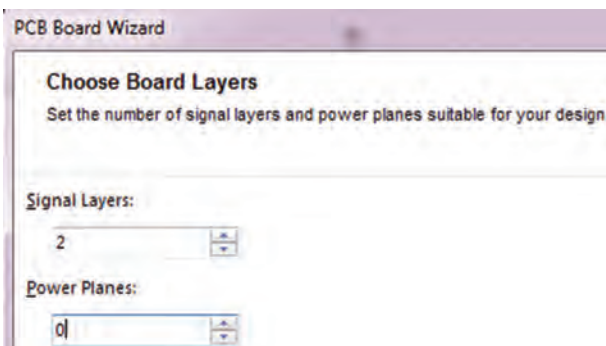 PCB Board Wizard
Choose Board Layers
Set the number of signal layers and power planes suitable for your design
Signal Layers:
2
Power Planes:
0